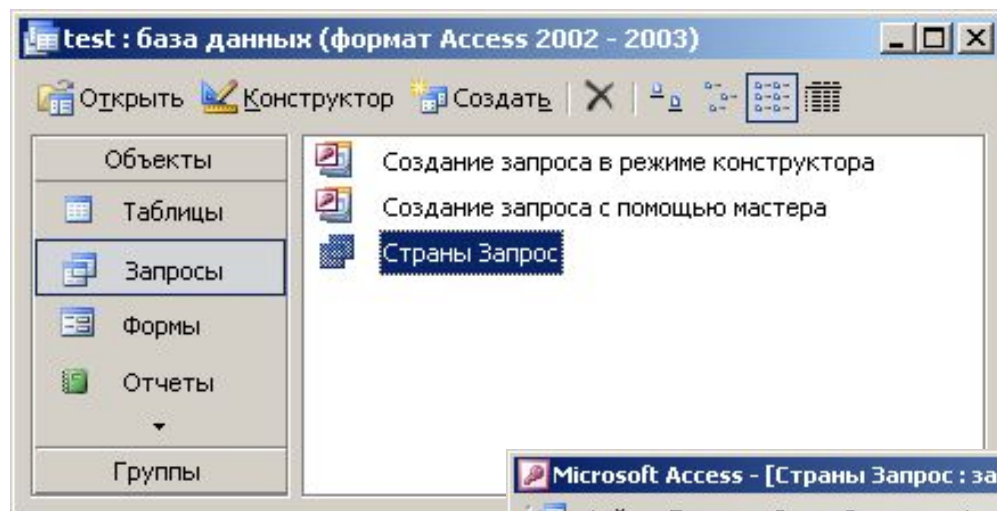 test : база данных (формат Access 2002 - 2003)
Открыть Конструктор Создать
Объекты
Таблицы
Запросы
Формы
Отчеты
Группы
Создание запроса в режиме конструктора
Создание запроса с помощью мастера
Страны Запрос
Microsoft Access - [Страны Запрос : за